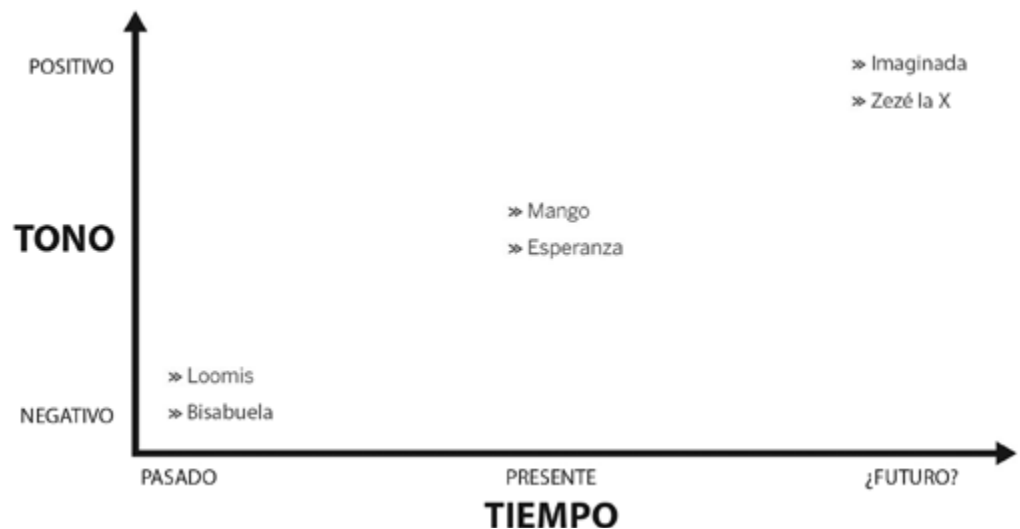 POSITIVO
» Imaginada
» Zezé la X
» Mango
TONO
» Esperanza
» Loomis
NEGATIVO
» Bisabuela
PASADO
PRESENTE
¿FUTURO?
TIEMPO